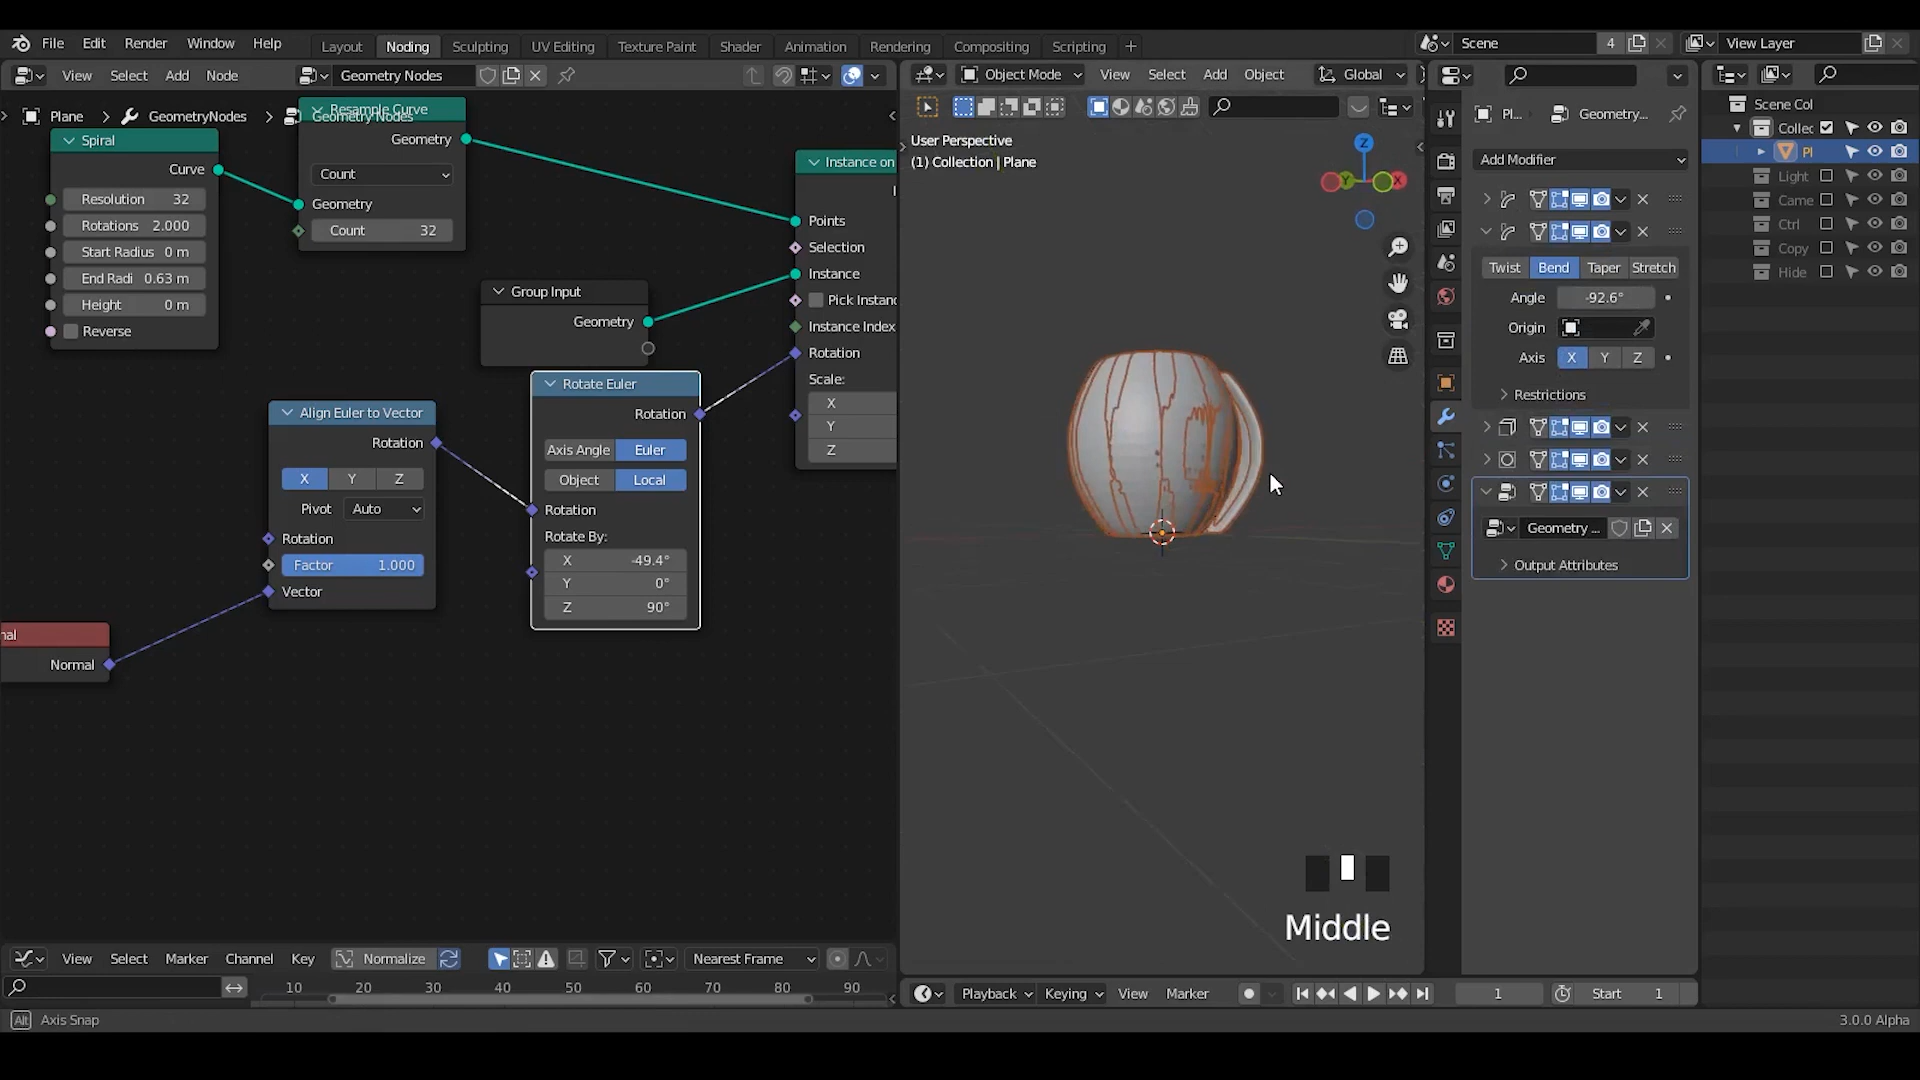 File Edit Render Window Help Layout Noding Sculpting UV Editing Texture Paint Shader Animation Rendering Compositing Scripting + Scene 4 View Layer
View Select Add Node Geometry Nodes
Object Mode View Select Add Object Global
Plane > GeometryNodes > Geometry Nodes
Resample Curve
Geometry
Count
Geometry
Count 32
Spiral
Curve
Resolution 32
Rotations 2.000
Start Radius 0 m
End Radi 0.63 m
Height 0 m
Reverse
Group Input
Geometry
Instance on
Points
Selection
Instance
Pick Instanc
Instance Index
Rotation
Scale:
X
Y
Z
Align Euler to Vector
Rotation
X Y Z
Pivot Auto
Rotation
Factor 1.000
Vector
Rotate Euler
Rotation
Axis Angle Euler
Object Local
Rotation
Rotate By:
X -49.4°
Y 0°
Z 90°
nal
Normal
User Perspective
(1) Collection | Plane
Z
Y
X
Middle
Pl... Geometry...
Add Modifier
Twist Bend Taper Stretch
Angle -92.6°
Origin
Axis X Y Z
Restrictions
Geometry ...
Output Attributes
Scene Col
Collec
Pl
Light
Came
Ctrl
Copy
Hide
View Select Marker Channel Key Normalize Nearest Frame
10 20 30 40 50 60 70 80 90
Playback Keying View Marker 1 Start 1
Alt Axis Snap
3.0.0 Alpha